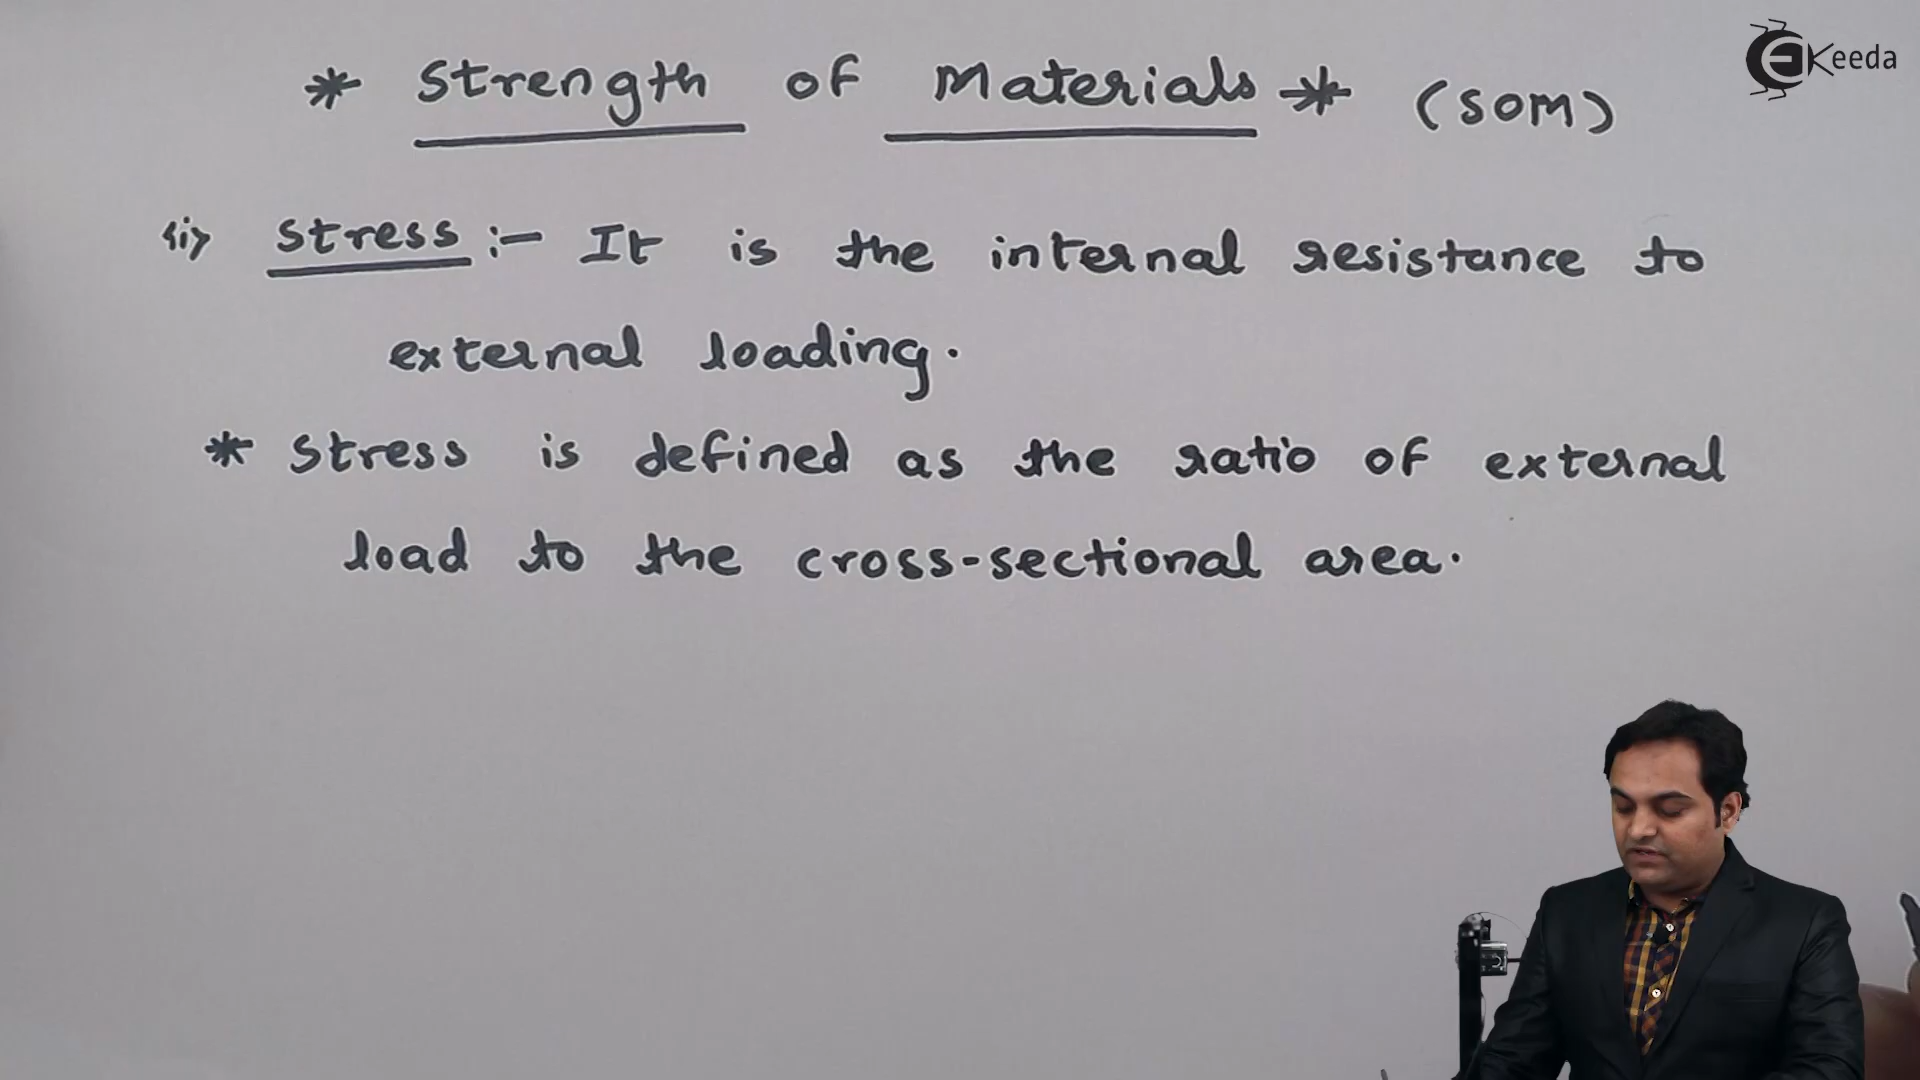 Ekeeda
* Strength of Materials * (SOM)
(i) Stress :- It is the internal resistance to
external loading.
* Stress is defined as the ratio of external
load to the cross-sectional area.